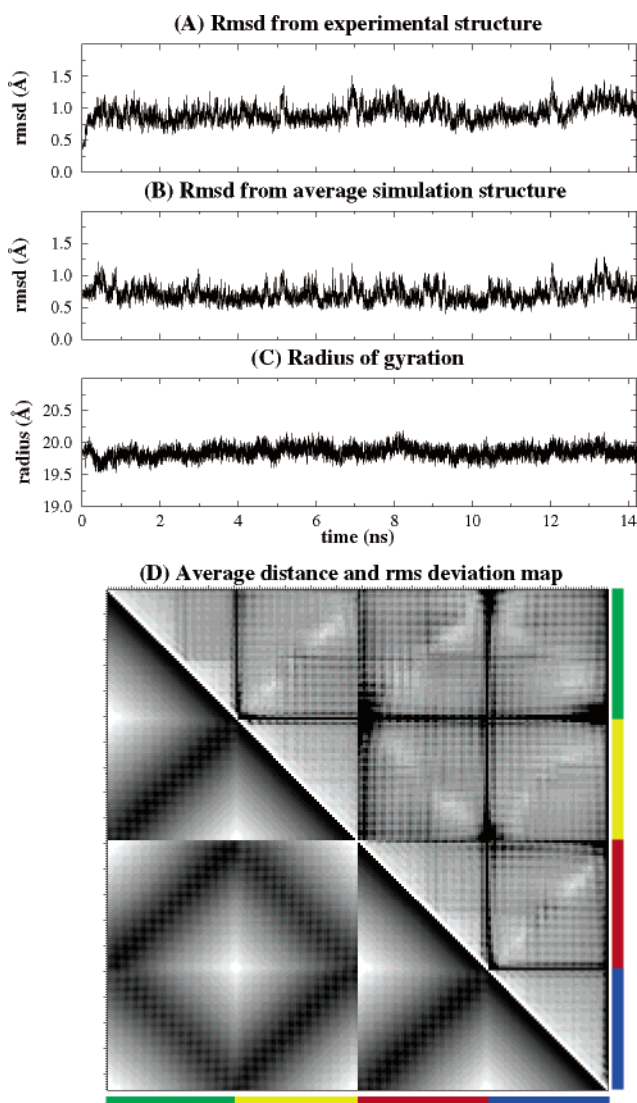 (A) Rmsd from experimental structure
rmsd (Å)
1.5
1.0
0.5
0.0
(B) Rmsd from average simulation structure
rmsd (Å)
1.5
1.0
0.5
0.0
(C) Radius of gyration
radius (Å)
20.5
20.0
19.5
19.0
0 2 4 6 8 10 12 14
time (ns)
(D) Average distance and rms deviation map